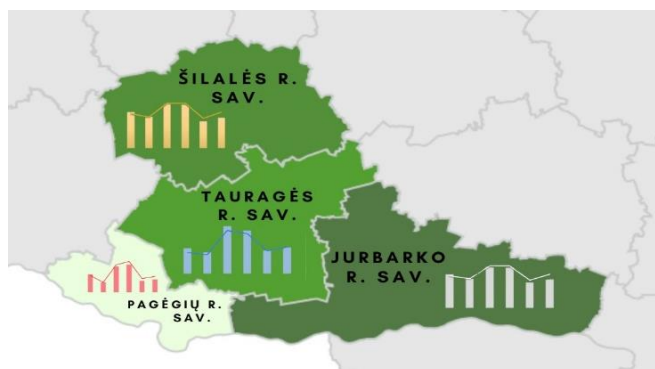 ŠILALĖS R.
SAV.
TAURAGĖS
R. SAV.
JURBARKO
R. SAV.
PAGĖGIŲ R.
SAV.